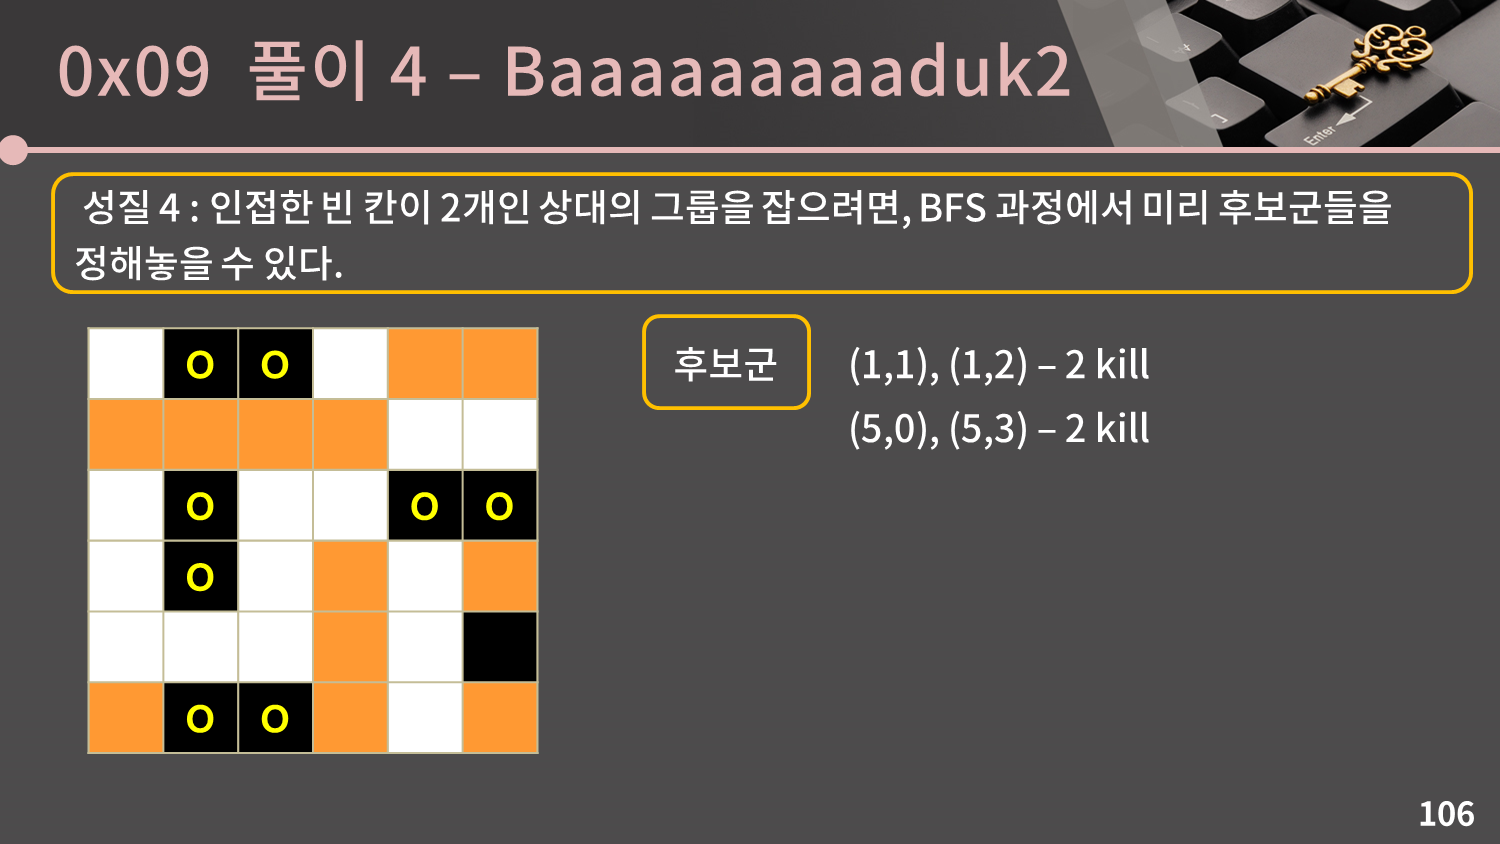 0x09 풀이 4 – Baaaaaaaaaduk2
Enter
성질 4 : 인접한 빈 칸이 2개인 상대의 그룹을 잡으려면, BFS 과정에서 미리 후보군들을
정해놓을 수 있다.
O O
O O O
O
O O
후보군
(1,1), (1,2) – 2 kill
(5,0), (5,3) – 2 kill
106